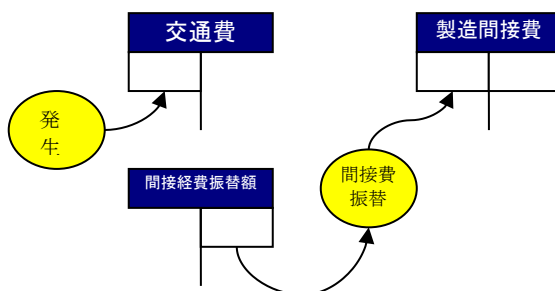 交通費
製造間接費
発
生
間接経費振替額
間接費
振替